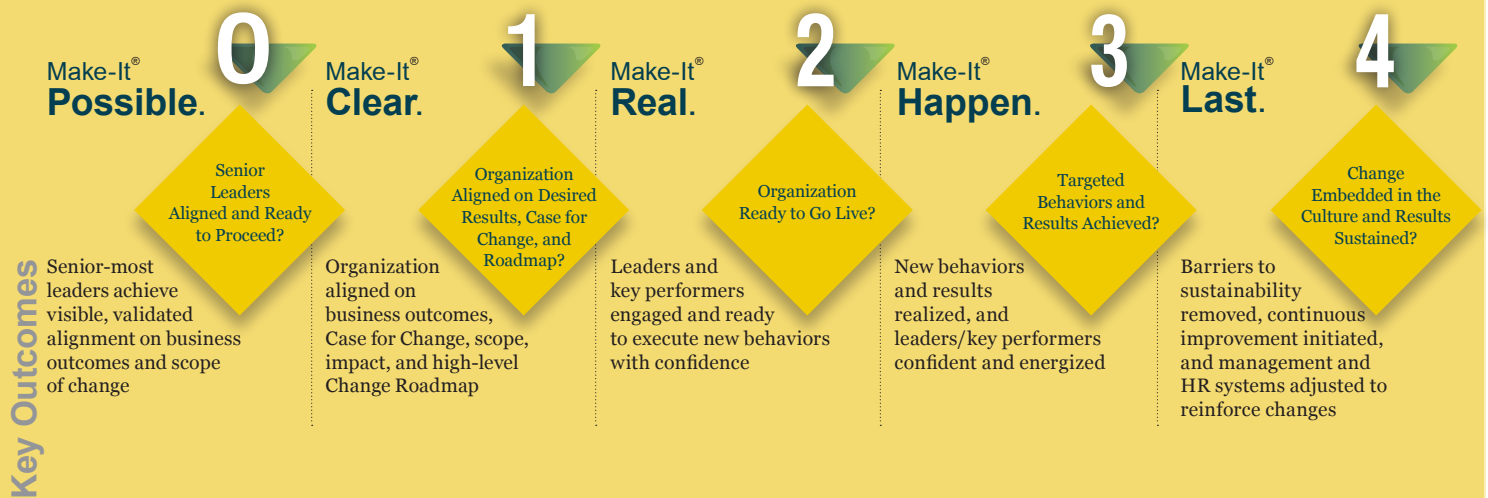 Make-It®
Possible.
0
Senior
Leaders
Aligned and Ready
to Proceed?
Senior-most
leaders achieve
visible, validated
alignment on business
outcomes and scope
of change
Make-It®
Clear.
1
Organization
Aligned on Desired
Results, Case for
Change, and
Roadmap?
Organization
aligned on
business outcomes,
Case for Change, scope,
impact, and high-level
Change Roadmap
Make-It®
Real.
2
Organization
Ready to Go Live?
Leaders and
key performers
engaged and ready
to execute new behaviors
with confidence
Make-It®
Happen.
3
Targeted
Behaviors and
Results Achieved?
New behaviors
and results
realized, and
leaders/key performers
confident and energized
Make-It®
Last.
4
Change
Embedded in the
Culture and Results
Sustained?
Barriers to
sustainability
removed, continuous
improvement initiated,
and management and
HR systems adjusted to
reinforce changes
Key Outcomes